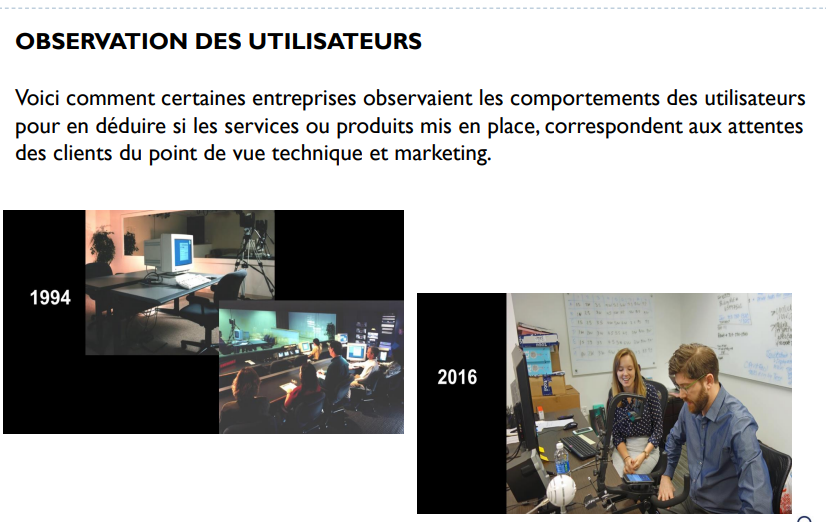 OBSERVATION DES UTILISATEURS
Voici comment certaines entreprises observaient les comportements des utilisateurs
pour en déduire si les services ou produits mis en place, correspondent aux attentes
des clients du point de vue technique et marketing.
1994
2016